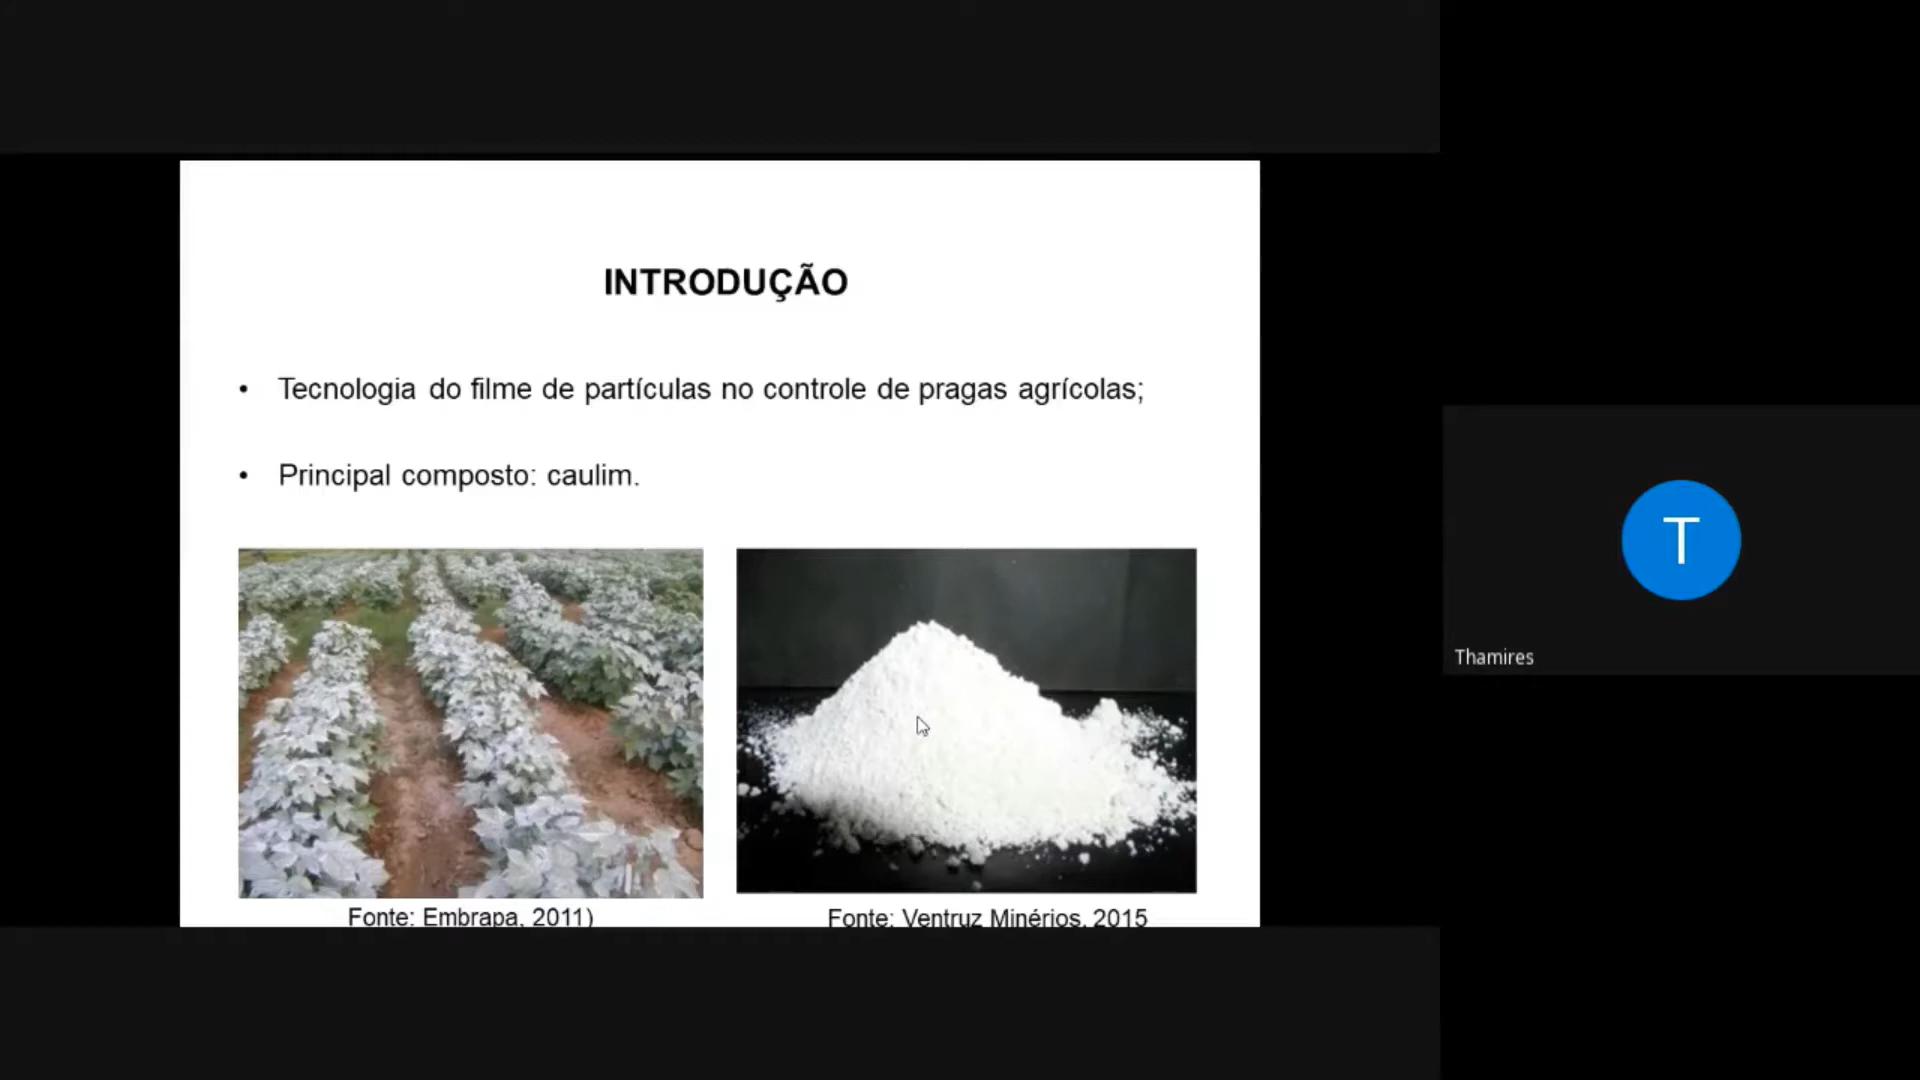 INTRODUÇÃO
• Tecnologia do filme de partículas no controle de pragas agrícolas;
• Principal composto: caulim.
Fonte: Embrapa, 2011)
Fonte: Ventruz Minérios, 2015
T
Thamires